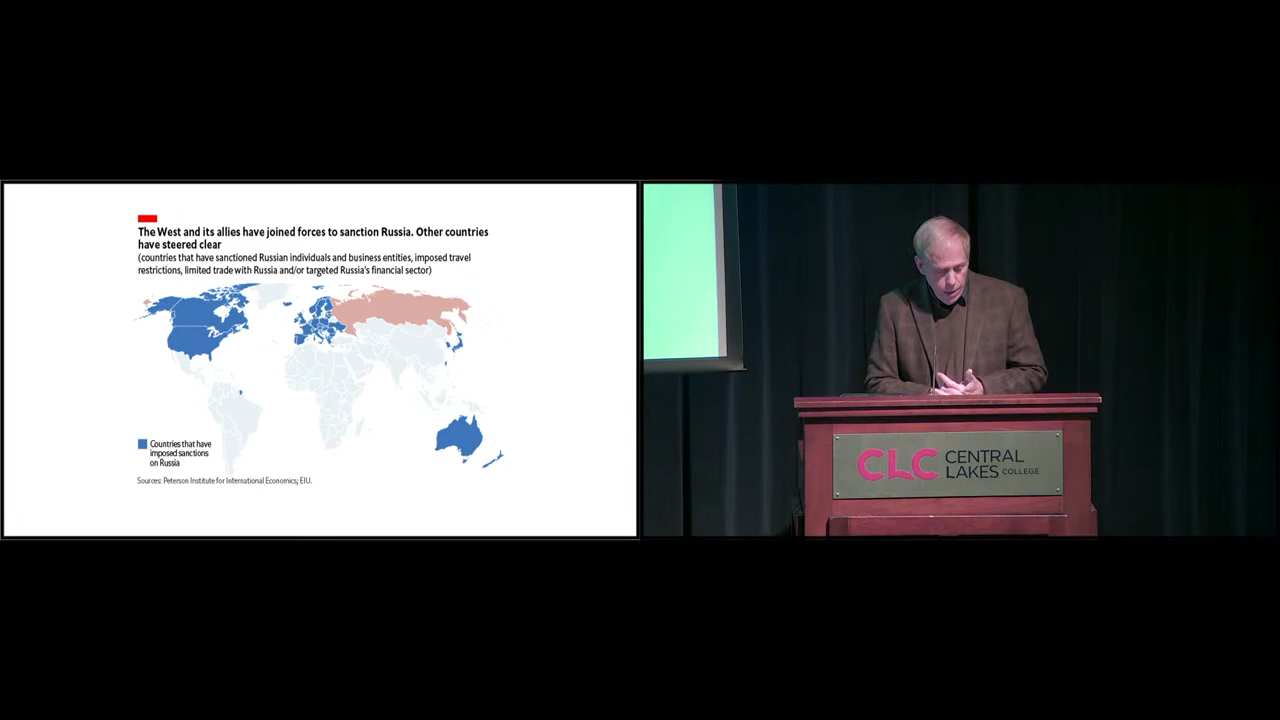 The West and its allies have joined forces to sanction Russia. Other countries
have steered clear
(countries that have sanctioned Russian individuals and business entities, imposed travel
restrictions, limited trade with Russia and/or targeted Russia's financial sector)
Countries that have
imposed sanctions
on Russia
Sources: Peterson Institute for International Economics; EIU.
CLC CENTRAL
LAKES COLLEGE